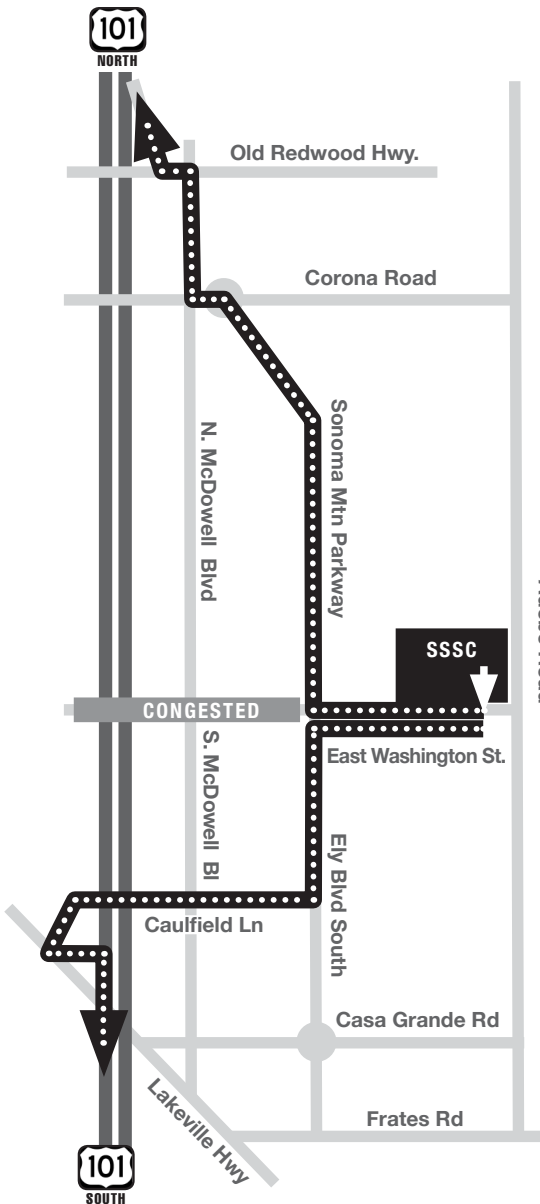 101
NORTH
Old Redwood Hwy.
Corona Road
Sonoma Mtn Parkway
N. McDowell Blvd
SSSC
CONGESTED
East Washington St.
S. McDowell Bl
Ely Blvd South
Caulfield Ln
Casa Grande Rd
Lakeville Hwy
Frates Rd
101
SOUTH